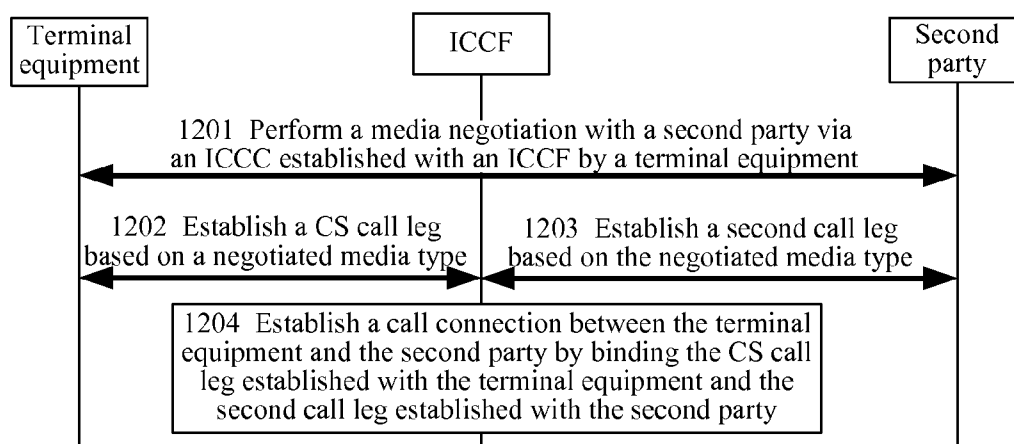 Terminal
equipment
ICCF
Second
party
1201 Perform a media negotiation with a second party via
an ICCC established with an ICCF by a terminal equipment
1202 Establish a CS call leg
based on a negotiated media type
1203 Establish a second call leg
based on the negotiated media type
1204 Establish a call connection between the terminal
equipment and the second party by binding the CS call
leg established with the terminal equipment and the
second call leg established with the second party